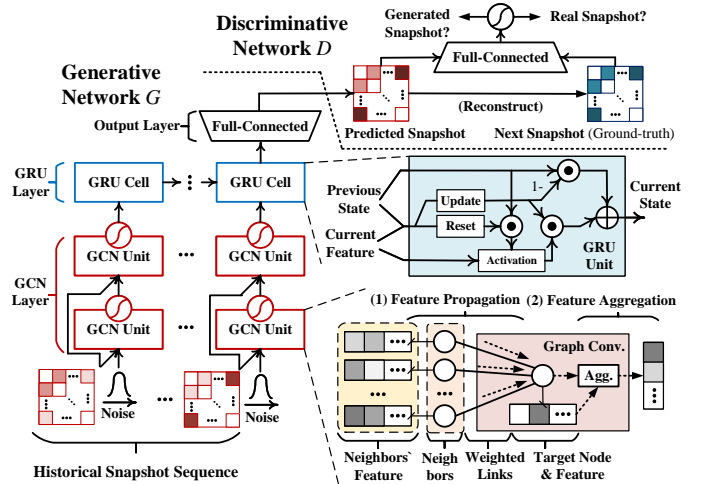 Generated
Snapshot?
Real Snapshot?
Discriminative
Network D
Full-Connected
Generative
Network G
(Reconstruct)
Output Layer
Full-Connected
Predicted Snapshot
Next Snapshot (Ground-truth)
GRU
Layer
GRU Cell
GRU Cell
Previous
State
Current
Feature
Update
Reset
Activation
1-
GRU
Unit
Current
State
GCN
Layer
GCN Unit
GCN Unit
GCN Unit
GCN Unit
Noise
Noise
Historical Snapshot Sequence
(1) Feature Propagation
(2) Feature Aggregation
Graph Conv.
Agg.
Neighbors`
Feature
Neigh
bors
Weighted
Links
Target Node
& Feature